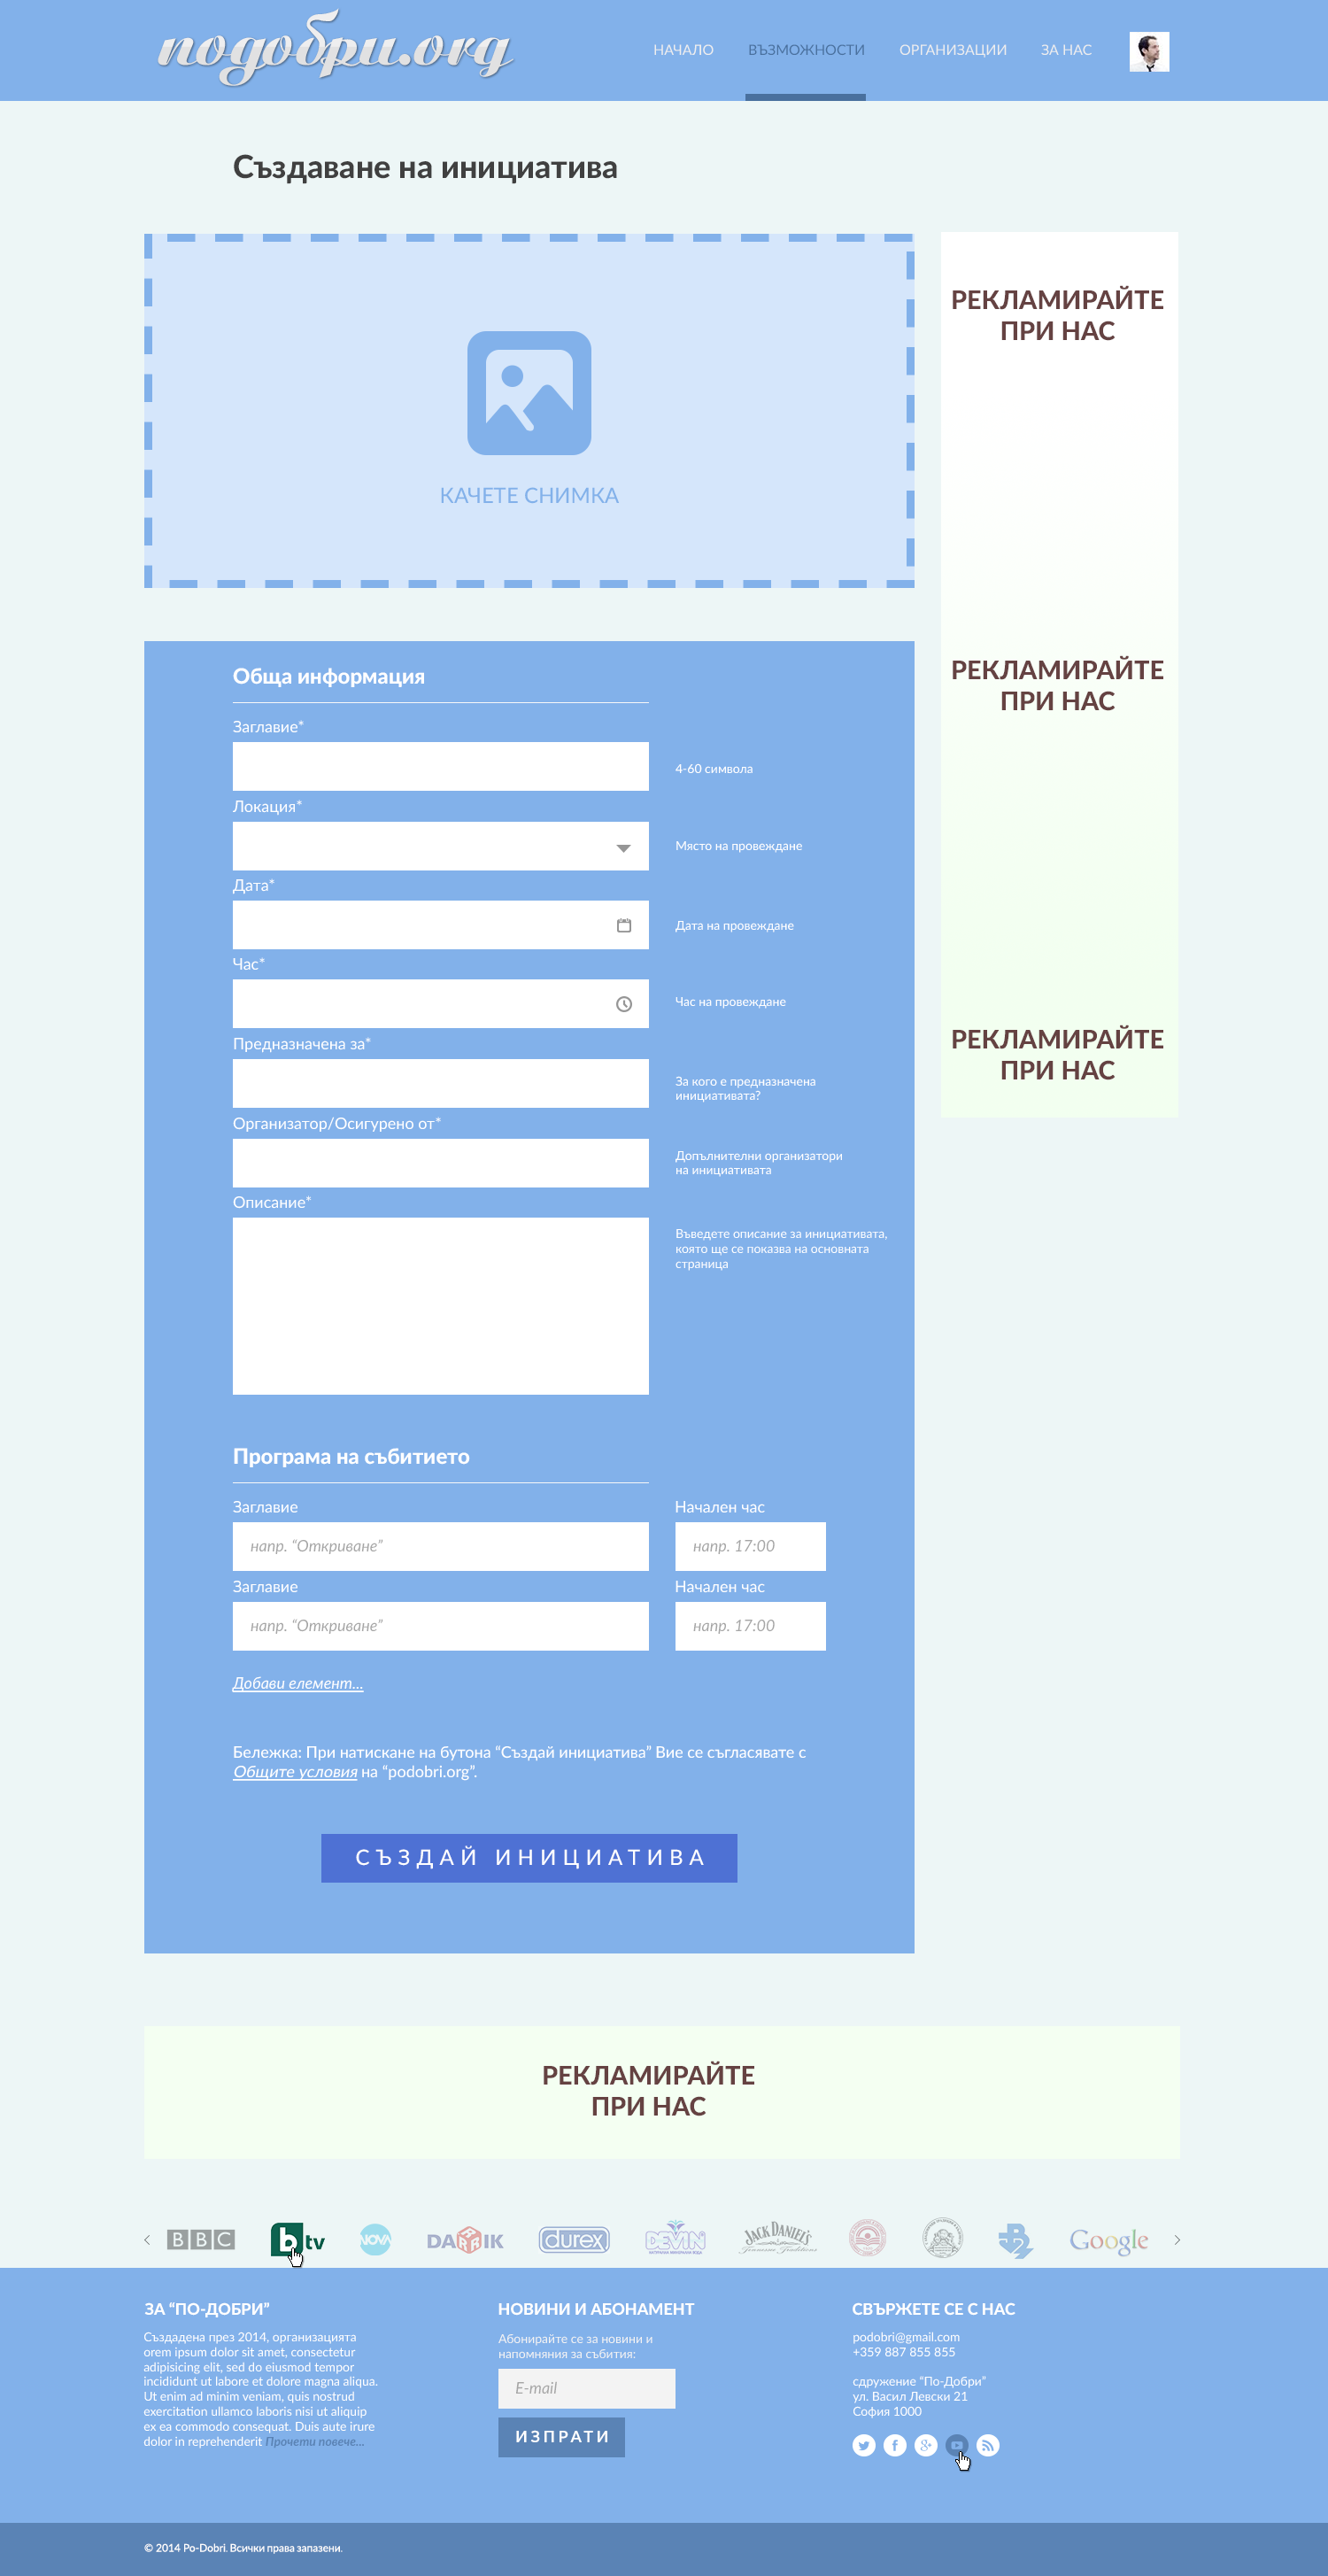 подобри.org
НАЧАЛО
ВЪЗМОЖНОСТИ
ОРГАНИЗАЦИИ
ЗА НАС
Създаване на инициатива
КАЧЕТЕ СНИМКА
РЕКЛАМИРАЙТЕ
ПРИ НАС
РЕКЛАМИРАЙТЕ
ПРИ НАС
РЕКЛАМИРАЙТЕ
ПРИ НАС
Обща информация
Заглавие*
4-60 символа
Локация*
Място на провеждане
Дата*
Дата на провеждане
Час*
Час на провеждане
Предназначена за*
За кого е предназначена
инициативата?
Организатор/Осигурено от*
Допълнителни организатори
на инициативата
Описание*
Въведете описание за инициативата,
която ще се показва на основната
страница
Програма на събитието
Заглавие
Начален час
напр. “Откриване”
напр. 17:00
Заглавие
Начален час
напр. “Откриване”
напр. 17:00
Добави елемент...
Бележка: При натискане на бутона “Създай инициатива” Вие се съгласявате с
Общите условия на “podobri.org”.
СЪЗДАЙ ИНИЦИАТИВА
РЕКЛАМИРАЙТЕ
ПРИ НАС
BBC
btv
NOVA
DARIK
durex
DEVIN
JACK DANIEL'S
Google
ЗА “ПО-ДОБРИ”
Създадена през 2014, организацията
orem ipsum dolor sit amet, consectetur
adipisicing elit, sed do eiusmod tempor
incididunt ut labore et dolore magna aliqua.
Ut enim ad minim veniam, quis nostrud
exercitation ullamco laboris nisi ut aliquip
ex ea commodo consequat. Duis aute irure
dolor in reprehenderit Прочети повече...
НОВИНИ И АБОНАМЕНТ
Абонирайте се за новини и
напомняния за събития:
E-mail
ИЗПРАТИ
СВЪРЖЕТЕ СЕ С НАС
podobri@gmail.com
+359 887 855 855
сдружение “По-Добри”
ул. Васил Левски 21
София 1000
© 2014 Po-Dobri. Всички права запазени.